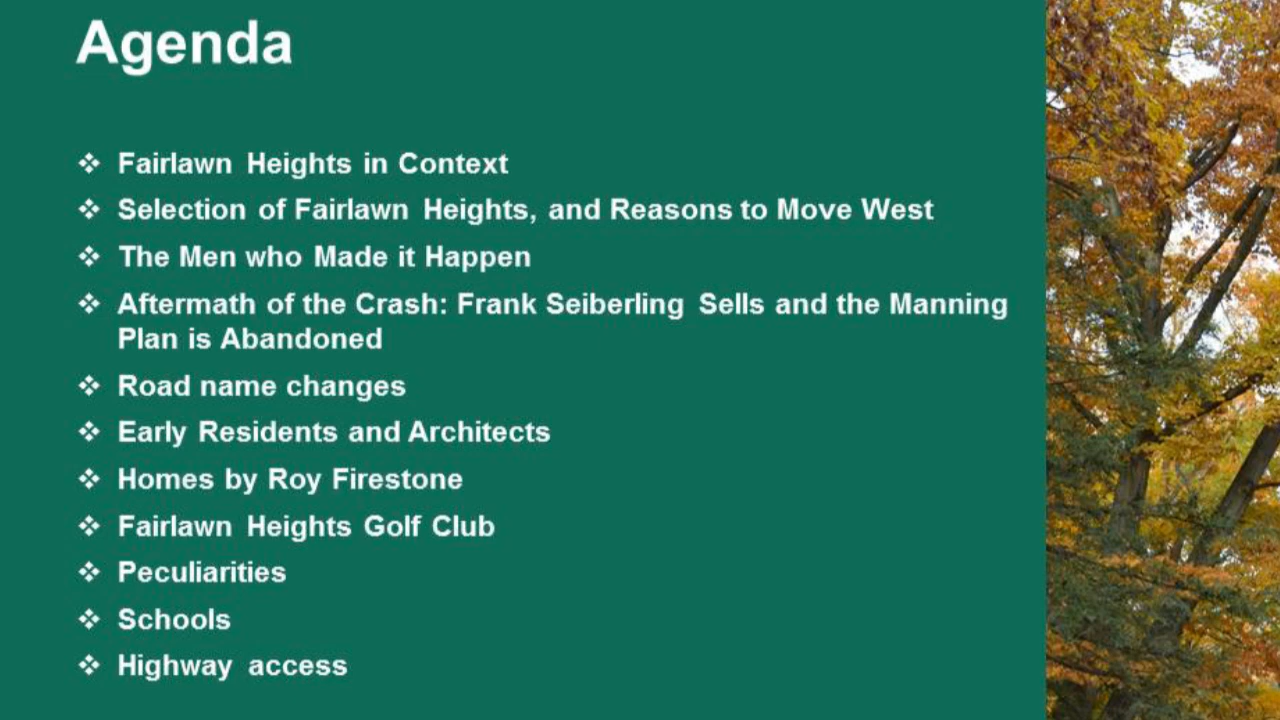 Agenda
❖ Fairlawn Heights in Context
❖ Selection of Fairlawn Heights, and Reasons to Move West
❖ The Men who Made it Happen
❖ Aftermath of the Crash: Frank Seiberling Sells and the Manning
Plan is Abandoned
❖ Road name changes
❖ Early Residents and Architects
❖ Homes by Roy Firestone
❖ Fairlawn Heights Golf Club
❖ Peculiarities
❖ Schools
❖ Highway access